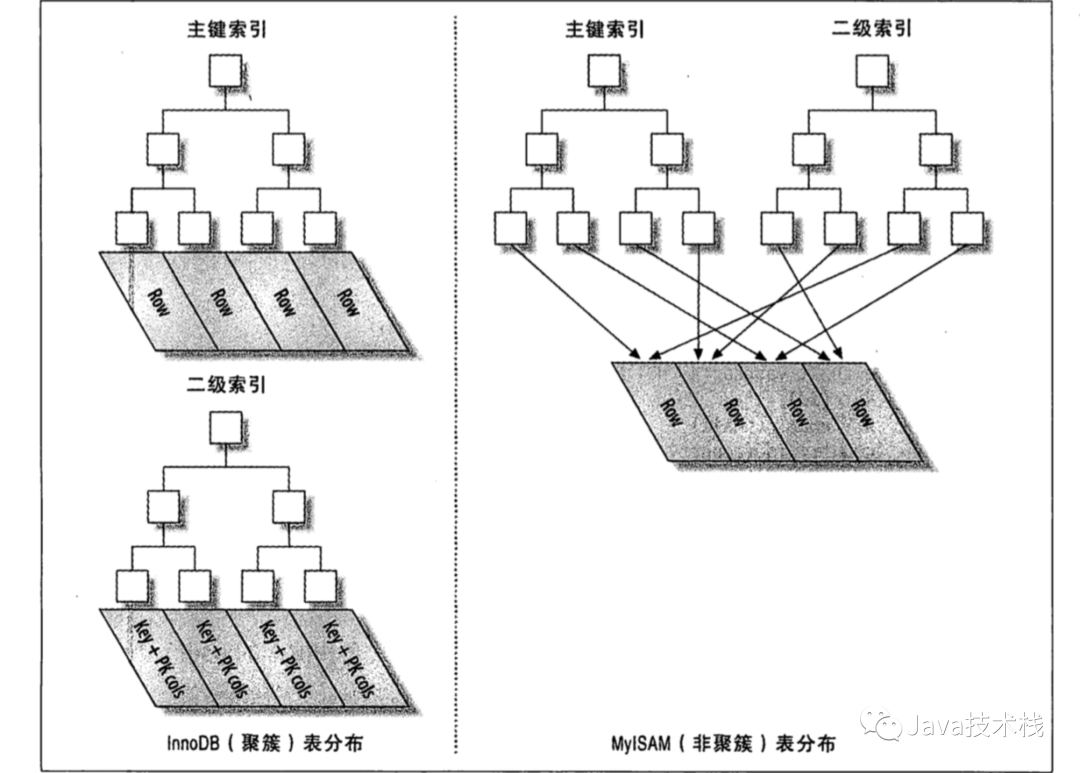 主键索引
Row
Row
Row
Row
二级索引
Key + PK cols
Key + PK cols
Key + PK cols
Key + PK cols
InnoDB（聚簇）表分布
主键索引
二级索引
Row
Row
Row
Row
MyISAM（非聚簇）表分布
Java技术栈